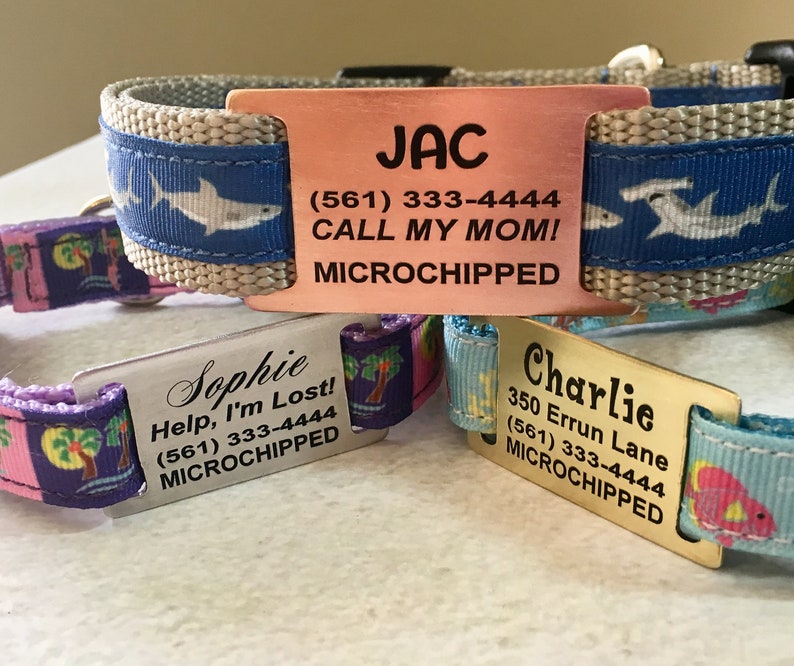 JAC
(561) 333-4444
CALL MY MOM!
MICROCHIPPED
Sophie
Help, I'm Lost!
(561) 333-4444
MICROCHIPPED
Charlie
350 Errun Lane
(561) 333-4444
MICROCHIPPED